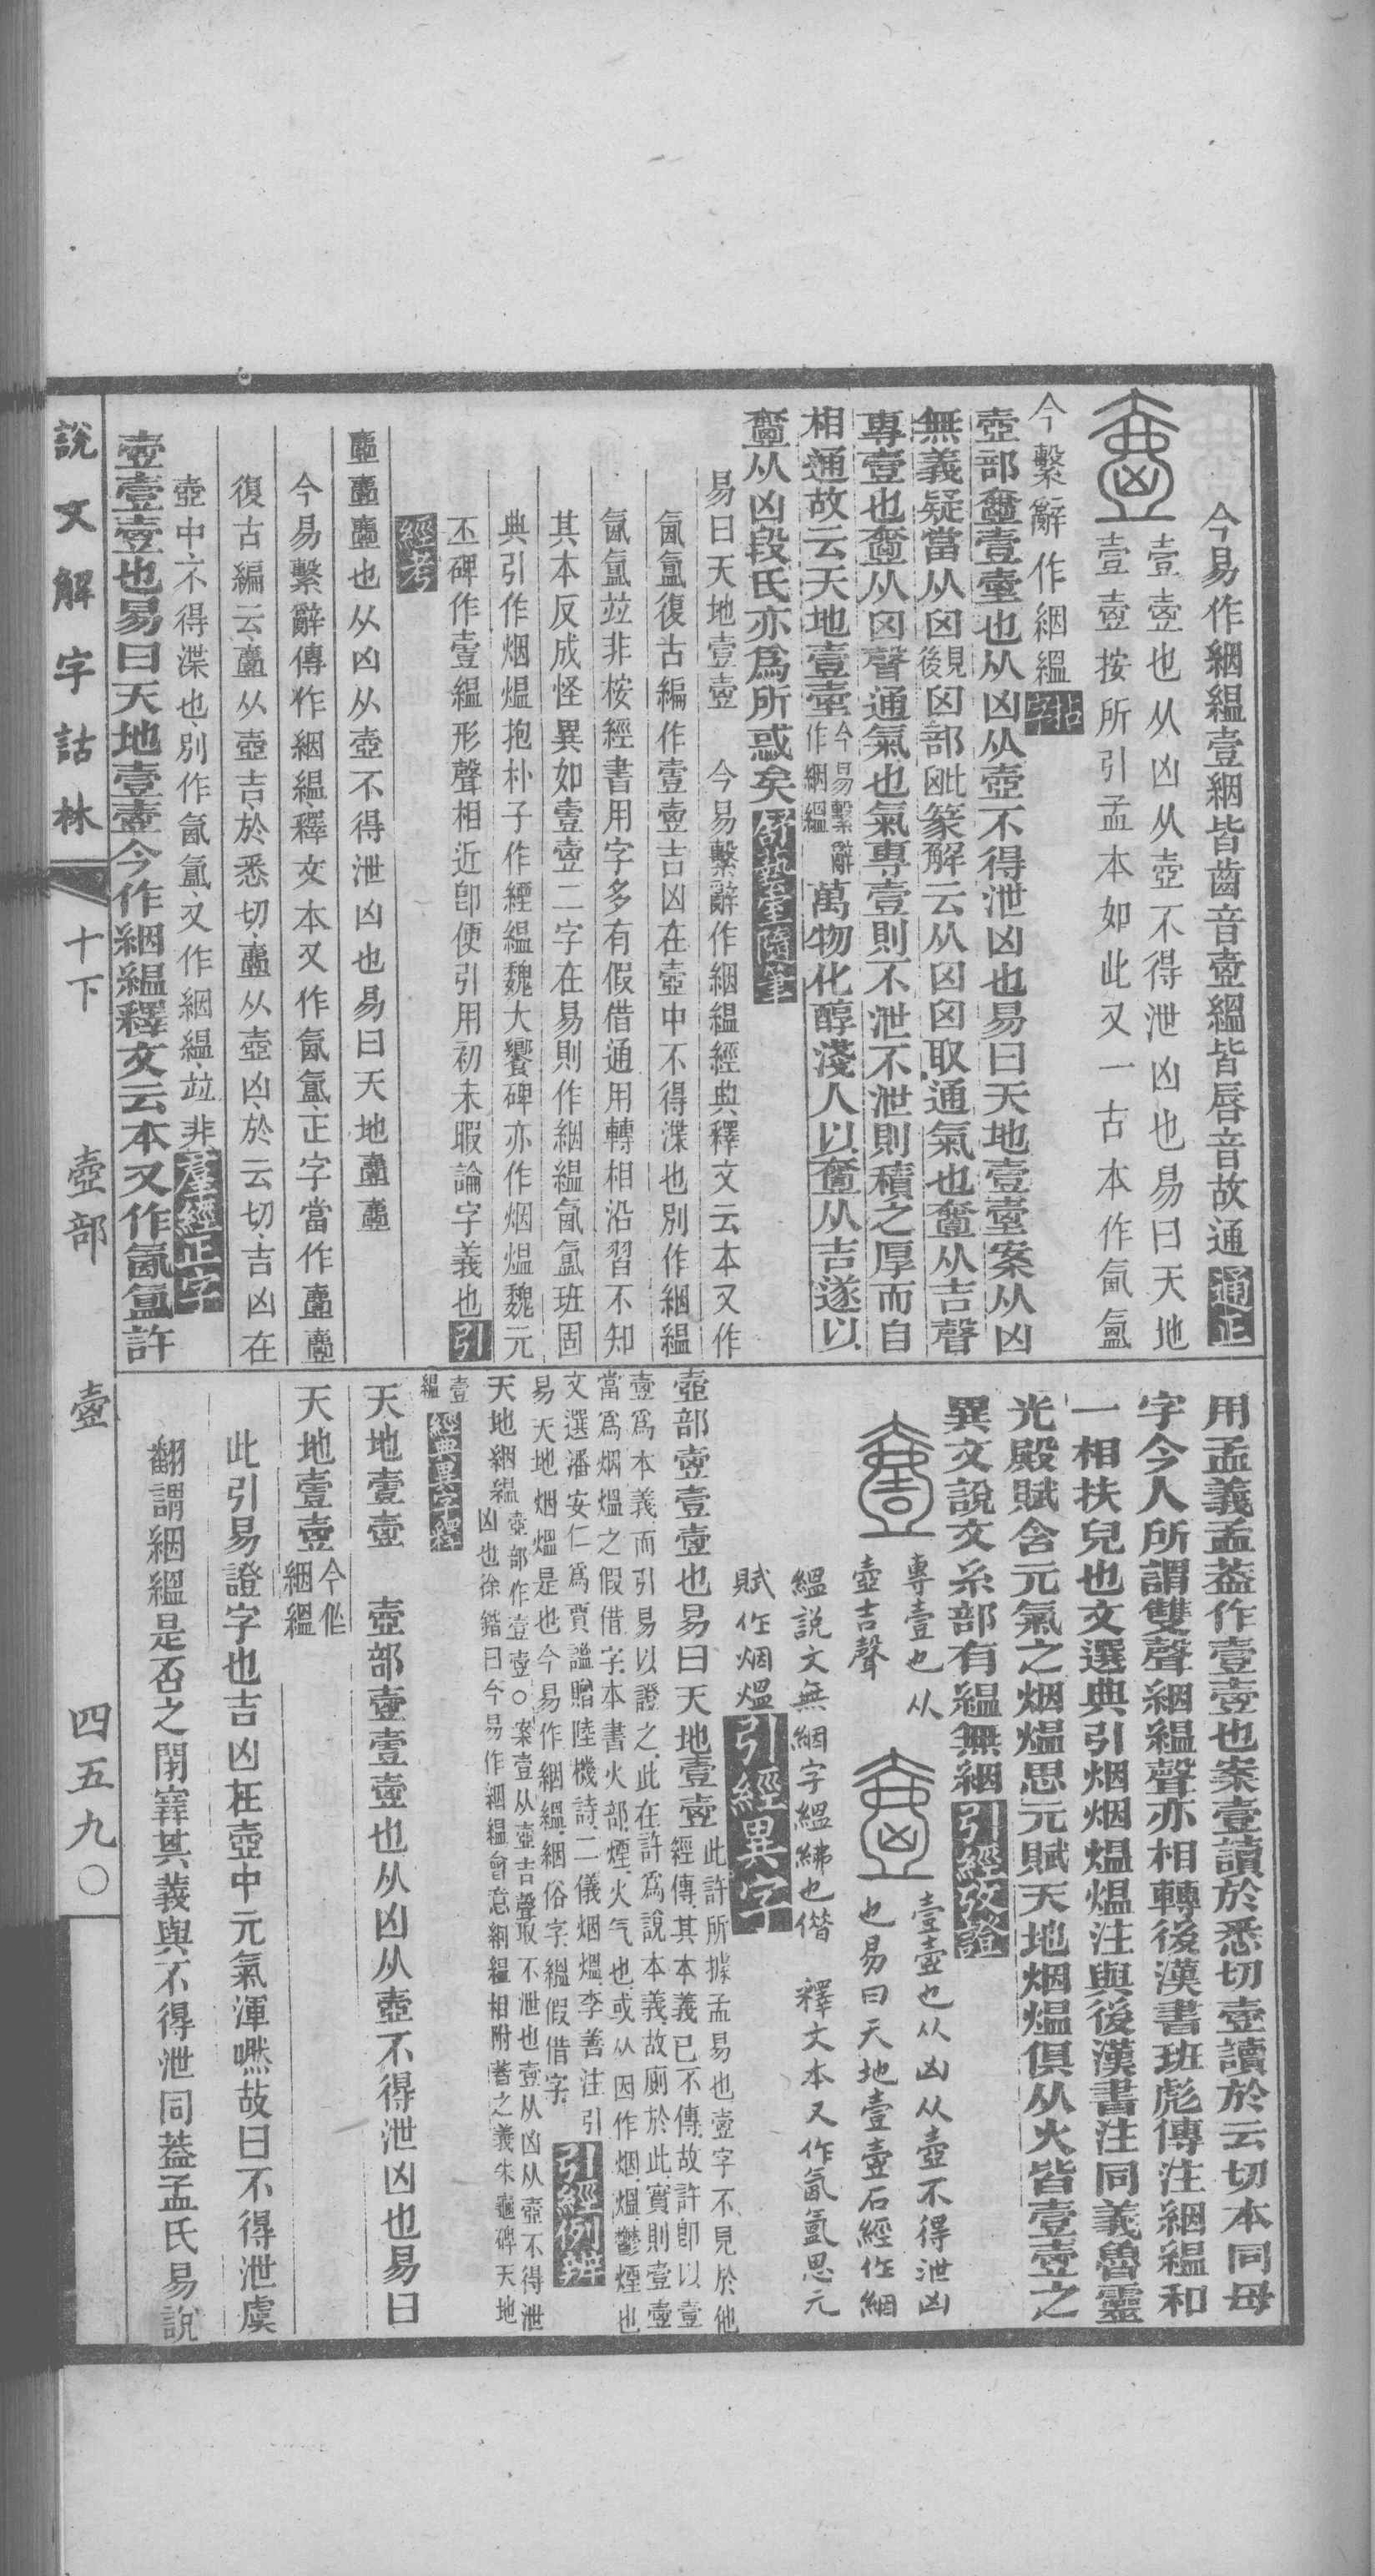 今易作絪縕壹絪皆齒音壺縕皆唇音故通通正
壹壺也从凶从壺不得泄凶也易曰天地
壹壺按所引孟本如此又一古本作氤氳
今繫辭作絪縕古字
壺部壹壹壺也从凶从壺不得泄凶也易曰天地壹壺案从凶
無義疑當从囟後見囟部𣬉篆解云从囟囟取通氣也壹从吉聲
專壹也壺从囟聲通氣也氣專壹則不泄不泄則積之厚而自
相通故云天地壹壺今易繫辭作絪縕萬物化醇淺人以壹从吉遂以
壺从凶段氏亦爲所惑矣舒藝室隨筆
易曰天地壹壺　今易繫辭作絪縕經典釋文云本又作
氤氳復古編作壹壺吉凶在壺中不得渫也別作絪縕
氤氳竝非桉經書用字多有假借通用轉相沿習不知
其本反成怪異如壹壺二字在易則作絪縕氤氳班固
典引作烟熅抱朴子作緸縕魏大饗碑亦作烟熅魏元
丕碑作壹縕形聲相近卽便引用初未暇論字義也引
經考
壺壹壺也从凶从壺不得泄凶也易曰天地壹壺
今易繫辭傳作絪縕釋文本又作氤氳正字當作壹壺
復古編云壹从壺吉於悉切壺从壺凶於云切吉凶在
壺中不得渫也別作氤氳又作絪縕竝非羣經正字
壺壹壺也易曰天地壹壺今作絪縕釋文云本又作氤氳許
用孟義孟葢作壹壺也案壹讀於悉切壺讀於云切本同母
字今人所謂雙聲絪縕聲亦相轉後漢書班彪傳注絪縕和
一相扶皃也文選典引烟烟熅熅注與後漢書注同義魯靈
光殿賦含元氣之烟熅思元賦天地烟熅俱从火皆壹壺之
異文說文糸部有縕無絪引經攷證
專壹也从
壺吉聲
壹壺也从凶从壺不得泄凶
也易曰天地壹壺石經作絪
縕說文無絪字縕紼也偕　釋文本又作氤氳思元
賦作烟熅引經異字
壺部壺壹壺也易曰天地壹壺此許所據孟易也壺字不見於他
經傳其本義已不傳故許卽以壹
壺爲本義而引易以證之此在許爲說本義故廁於此實則壹壺
當爲烟熅之假借字本書火部煙火气也或从因作烟熅鬱煙也
文選潘安仁爲賈謐贈陸機詩二儀烟熅李善注引
易天地烟熅是也今易作絪縕絪俗字縕假借字引經例辨
天地絪縕壺部作壹壺○案壹从壺吉聲取不泄也壺从凶从壺不得泄
凶也徐鍇曰今易作絪縕會意絪縕相附著之義朱龜碑天地
壹縕經典異字釋
天地壹壺　壺部壺壹壺也从凶从壺不得泄凶也易曰
天地壹壺今作絪縕
此引易證字也吉凶在壺中元氣渾㬗故曰不得泄虞
翻謂絪縕是否之閉䆁其義與不得泄同葢孟氏易說
說文解字詁林　十下　壺部　壺　四五九〇